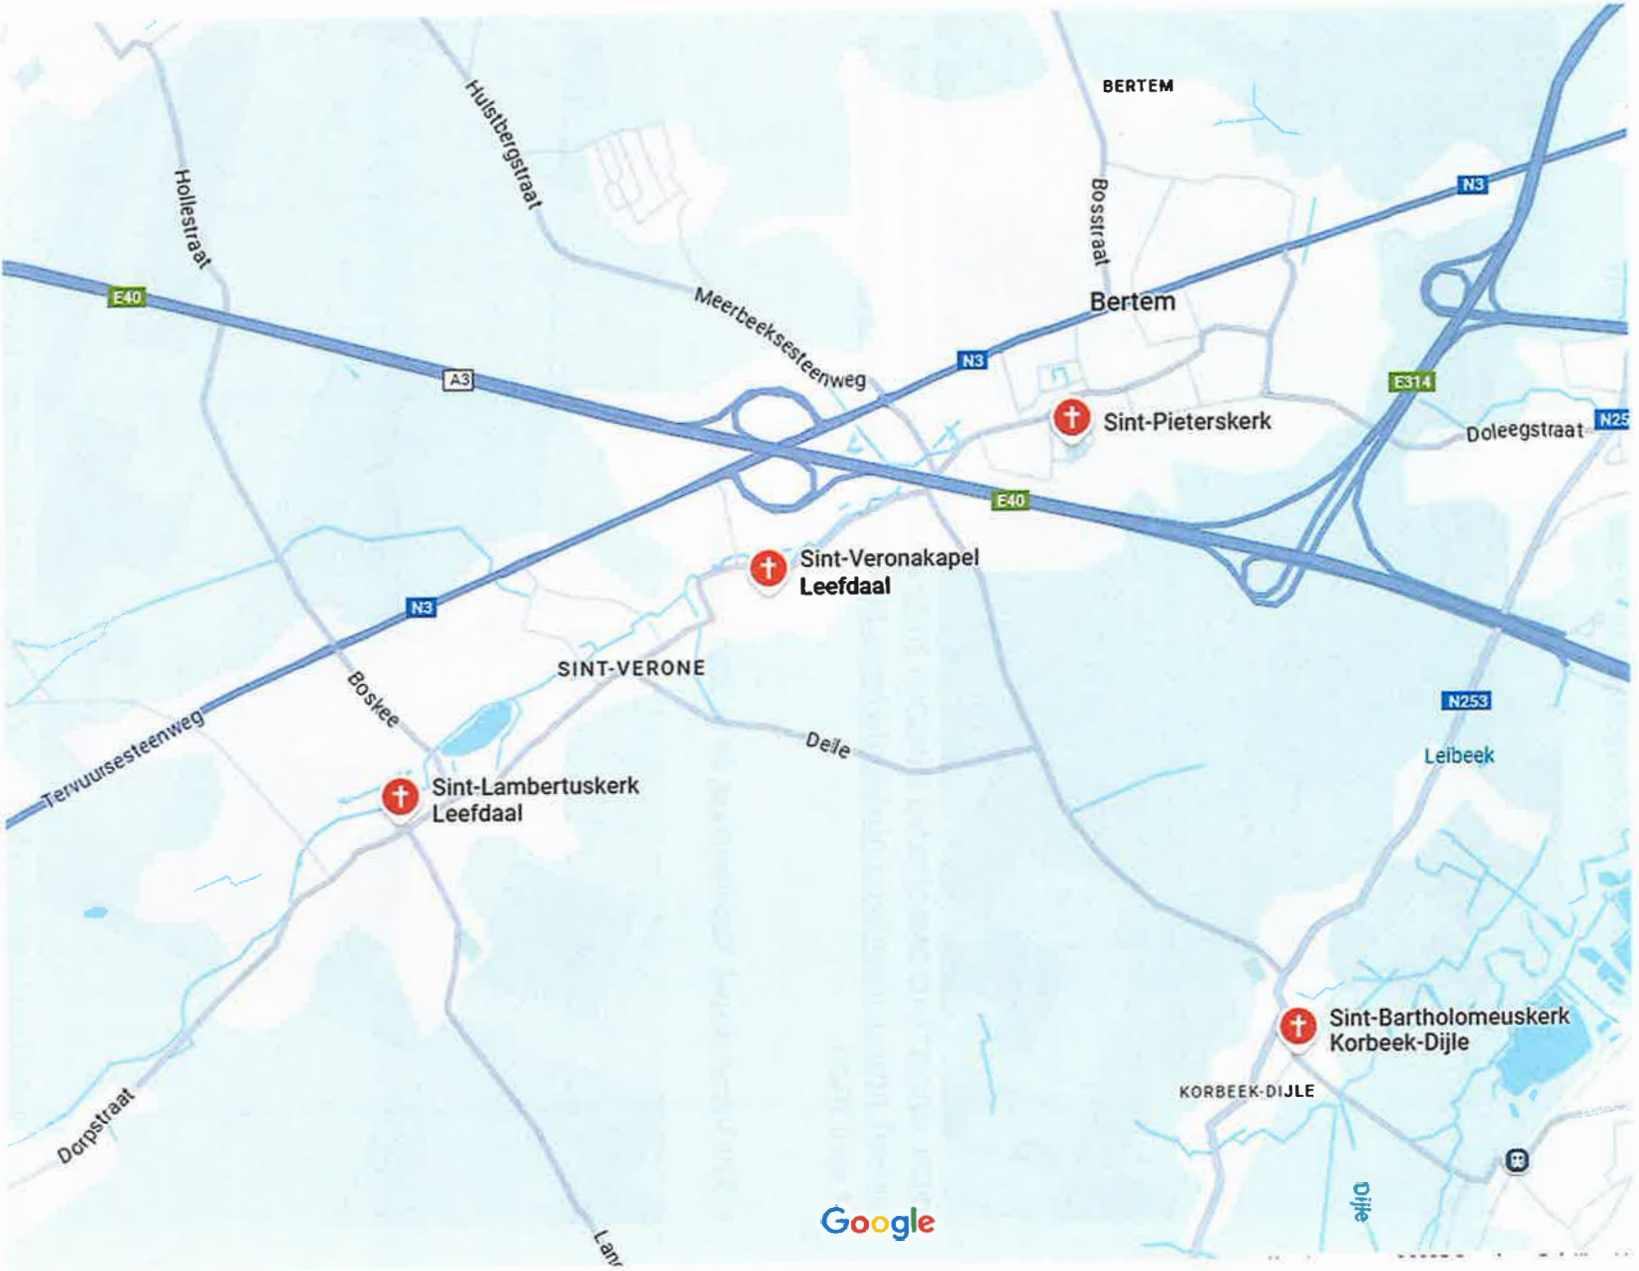 BERTEM
Hulstbergstraat
Hollestraat
Bosstraat
N3
E40
Meerbeeksesteenweg
Bertem
N3
A3
E314
Sint-Pieterskerk
Doleegstraat
N25
E40
Sint-Veronakapel
Leefdaal
N3
SINT-VERONE
Boskee
N253
Tervuursesteenweg
Delle
Leibeek
Sint-Lambertuskerk
Leefdaal
Sint-Bartholomeuskerk
Korbeek-Dijle
KORBEEK-DIJLE
Dorpstraat
Dijle
Google